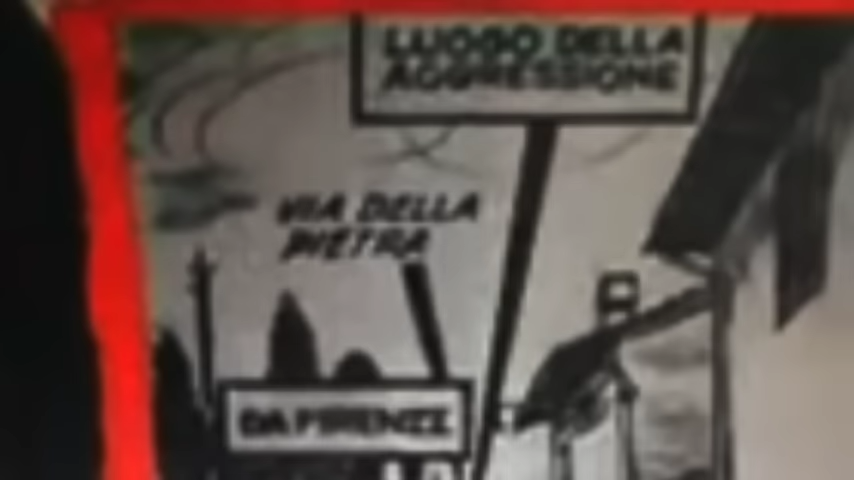 LUOGO DELLA
AGGRESSIONE
VIA DELLA
PIETRA
DA FIRENZE